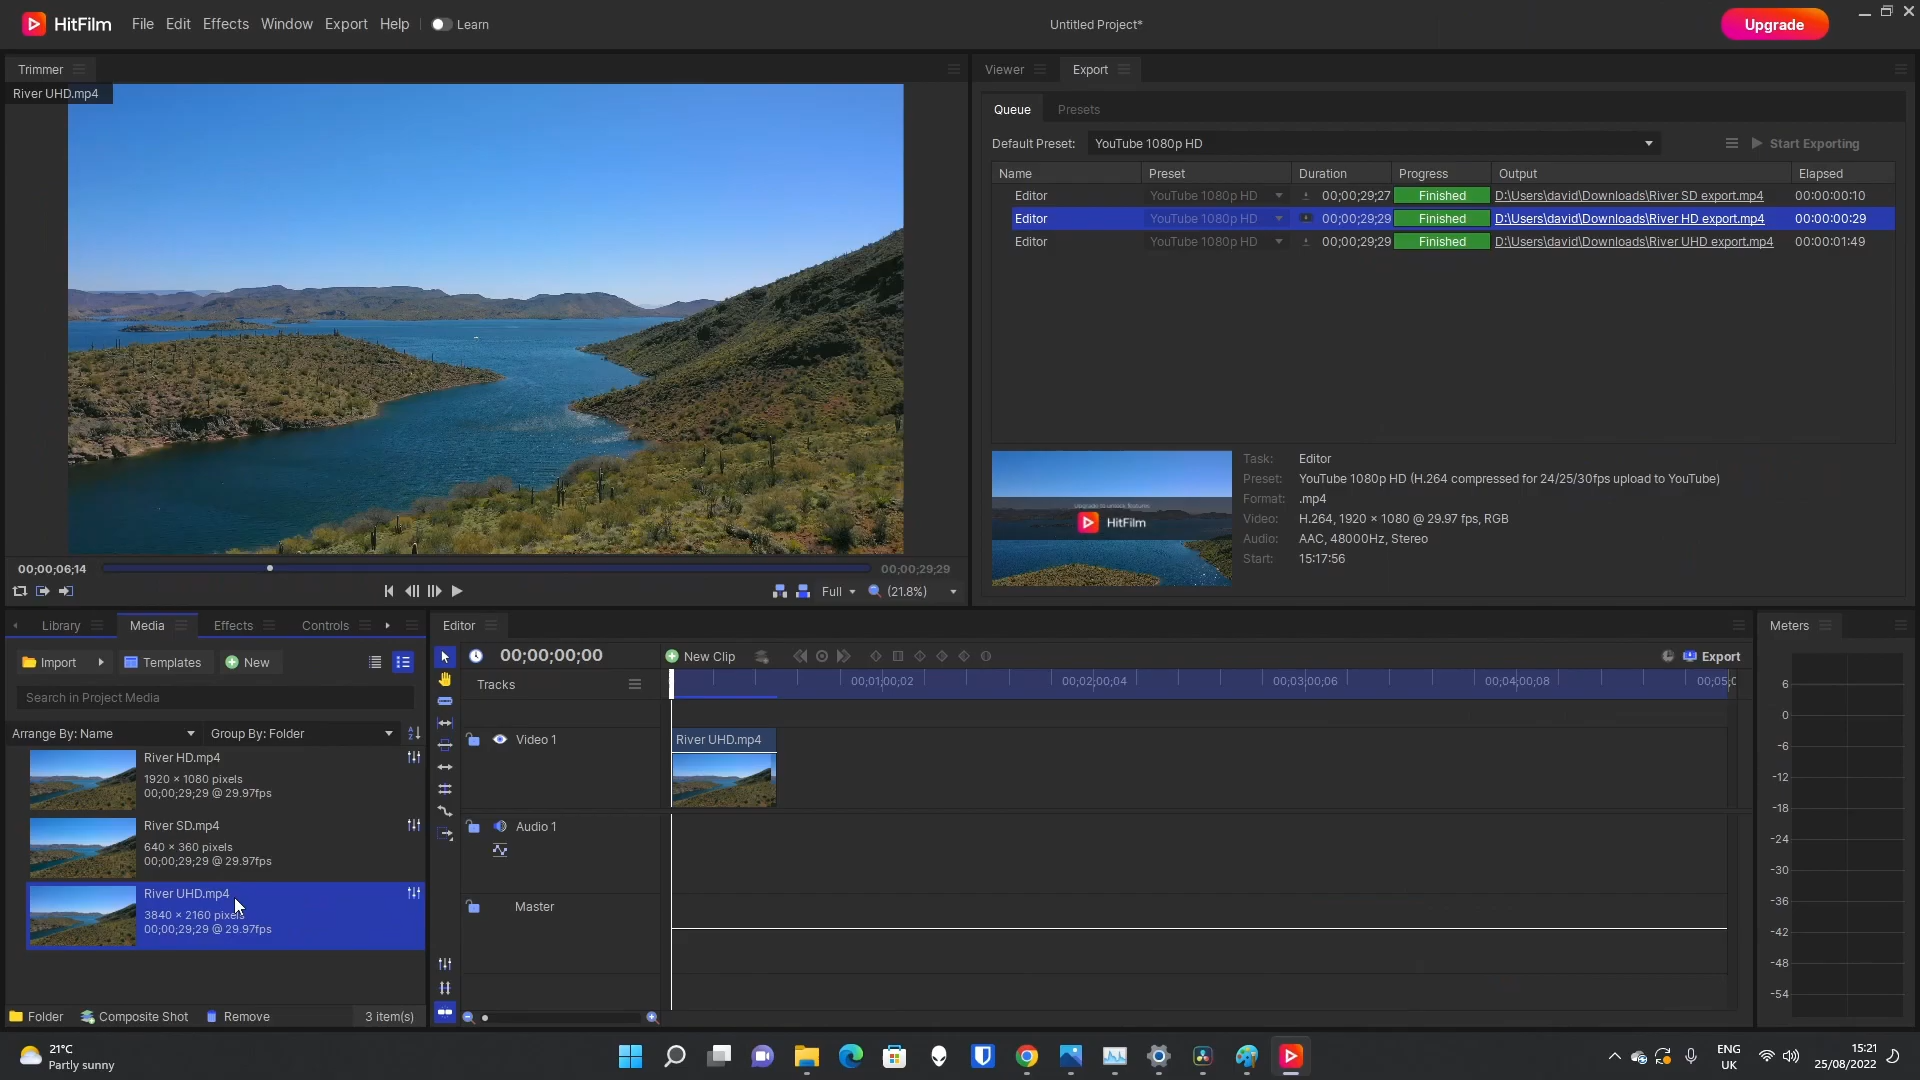 HitFilm File Edit Effects Window Export Help Learn Untitled Project* Upgrade
Trimmer
River UHD.mp4
00;00;06;14 00;00;29;29
Full (21.8%)
Viewer Export
Queue Presets
Default Preset: YouTube 1080p HD Start Exporting
Name Preset Duration Progress Output Elapsed
Editor YouTube 1080p HD 00;00;29;27 Finished D:\Users\david\Downloads\River SD export.mp4 00:00:00:10
Editor YouTube 1080p HD 00;00;29;29 Finished D:\Users\david\Downloads\River HD export.mp4 00:00:00:29
Editor YouTube 1080p HD 00;00;29;29 Finished D:\Users\david\Downloads\River UHD export.mp4 00:00:01:49
HitFilm
Task: Editor
Preset: YouTube 1080p HD (H.264 compressed for 24/25/30fps upload to YouTube)
Format: .mp4
Video: H.264, 1920 × 1080 @ 29.97 fps, RGB
Audio: AAC, 48000Hz, Stereo
Start: 15:17:56
Library Media Effects Controls
Import Templates New
Search in Project Media
Arrange By: Name Group By: Folder
River HD.mp4
1920 × 1080 pixels
00;00;29;29 @ 29.97fps
River SD.mp4
640 × 360 pixels
00;00;29;29 @ 29.97fps
River UHD.mp4
3840 × 2160 pixels
00;00;29;29 @ 29.97fps
Folder Composite Shot Remove 3 item(s)
Editor
00;00;00;00 New Clip Export
Tracks 00;01;00;02 00;02;00;04 00;03;00;06 00;04;00;08 00;05;0
Video 1 River UHD.mp4
Audio 1
Master
Meters
6
0
-6
-12
-18
-24
-30
-36
-42
-48
-54
21°C
Partly sunny
ENG
UK
15:21
25/08/2022